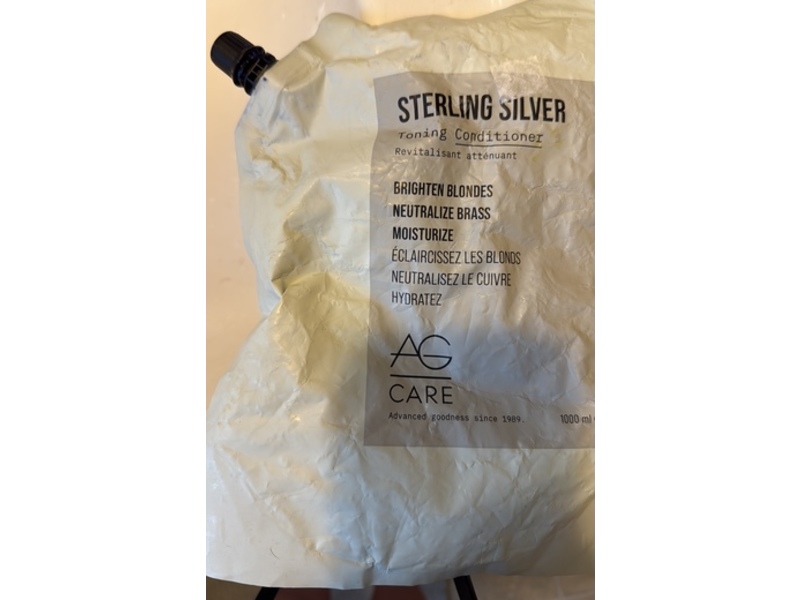 STERLING SILVER
Toning Conditioner
Revitalisant atténuant
BRIGHTEN BLONDES
NEUTRALIZE BRASS
MOISTURIZE
ÉCLAIRCISSEZ LES BLONDS
NEUTRALISEZ LE CUIVRE
HYDRATEZ
AG
CARE
Advanced goodness since 1989.
1000 ml